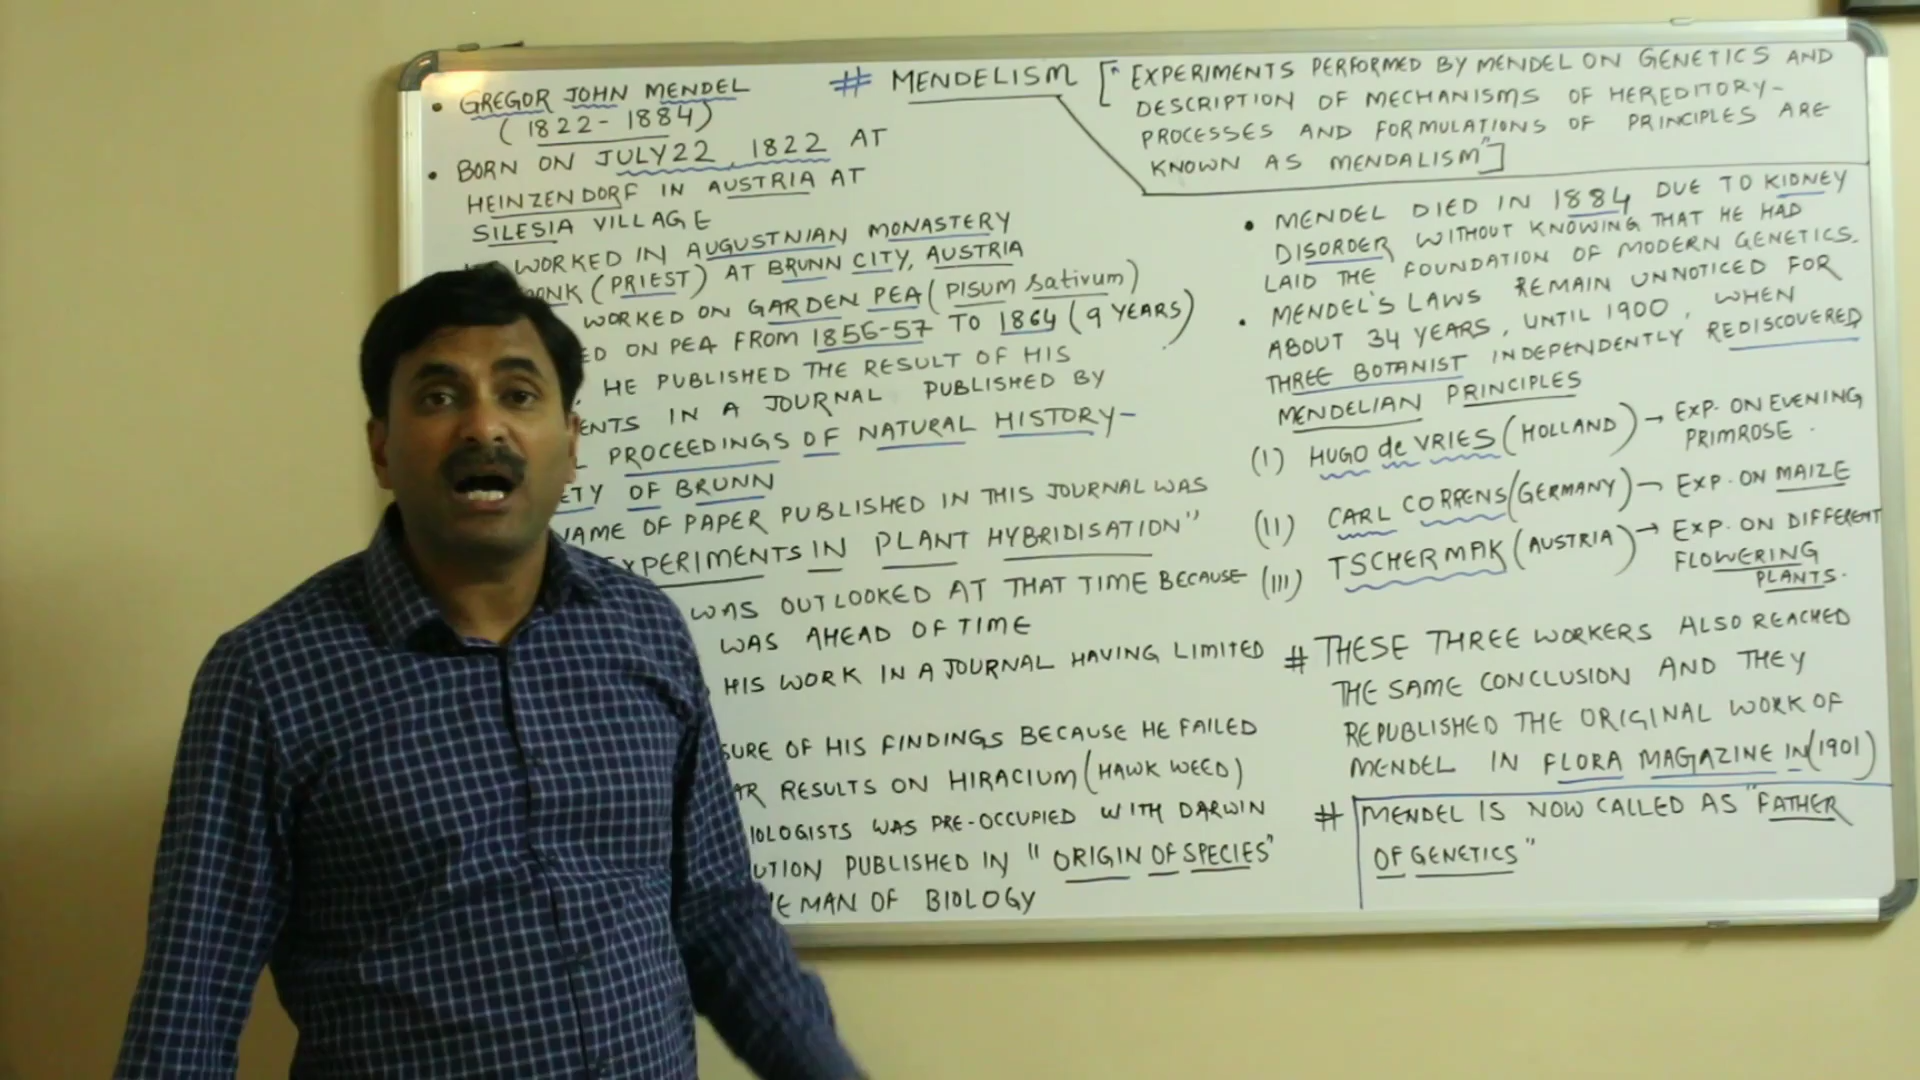 • GREGOR JOHN MENDEL
(1822-1884)
• BORN ON JULY 22, 1822 AT
HEINZENDORF IN AUSTRIA AT
SILESIA VILLAGE
WORKED IN AUGUSTNIAN MONASTERY
(PRIEST) AT BRUNN CITY, AUSTRIA
WORKED ON GARDEN PEA (PISUM Sativum)
ED ON PEA FROM 1856-57 TO 1864 (9 YEARS)
HE PUBLISHED THE RESULT OF HIS
ENTS IN A JOURNAL PUBLISHED BY
PROCEEDINGS OF NATURAL HISTORY-
ETY OF BRUNN
NAME OF PAPER PUBLISHED IN THIS JOURNAL WAS
XPERIMENTS IN PLANT HYBRIDISATION"
WAS OUTLOOKED AT THAT TIME BECAUSE
WAS AHEAD OF TIME
HIS WORK IN A JOURNAL HAVING LIMITED
SURE OF HIS FINDINGS BECAUSE HE FAILED
AR RESULTS ON HIRACIUM (HAWK WEED)
IOLOGISTS WAS PRE-OCCUPIED WITH DARWIN
UTION PUBLISHED IN "ORIGIN OF SPECIES"
MAN OF BIOLOGY
# MENDELISM ["EXPERIMENTS PERFORMED BY MENDEL ON GENETICS AND
DESCRIPTION OF MECHANISMS OF HEREDITORY-
PROCESSES AND FORMULATIONS OF PRINCIPLES ARE
KNOWN AS MENDALISM"]
• MENDEL DIED IN 1884 DUE TO KIDNEY
DISORDER WITHOUT KNOWING THAT HE HAD
LAID THE FOUNDATION OF MODERN GENETICS.
• MENDEL'S LAWS REMAIN UNNOTICED FOR
ABOUT 34 YEARS, UNTIL 1900, WHEN
THREE BOTANIST INDEPENDENTLY REDISCOVERED
MENDELIAN PRINCIPLES
(I) HUGO de VRIES (HOLLAND) → EXP. ON EVENING
PRIMROSE.
(II) CARL CORRENS (GERMANY) → EXP. ON MAIZE
(III) TSCHERMAK (AUSTRIA) → EXP. ON DIFFERENT
FLOWERING
PLANTS.
# THESE THREE WORKERS ALSO REACHED
THE SAME CONCLUSION AND THEY
REPUBLISHED THE ORIGINAL WORK OF
MENDEL IN FLORA MAGAZINE IN (1901)
# MENDEL IS NOW CALLED AS "FATHER
OF GENETICS"